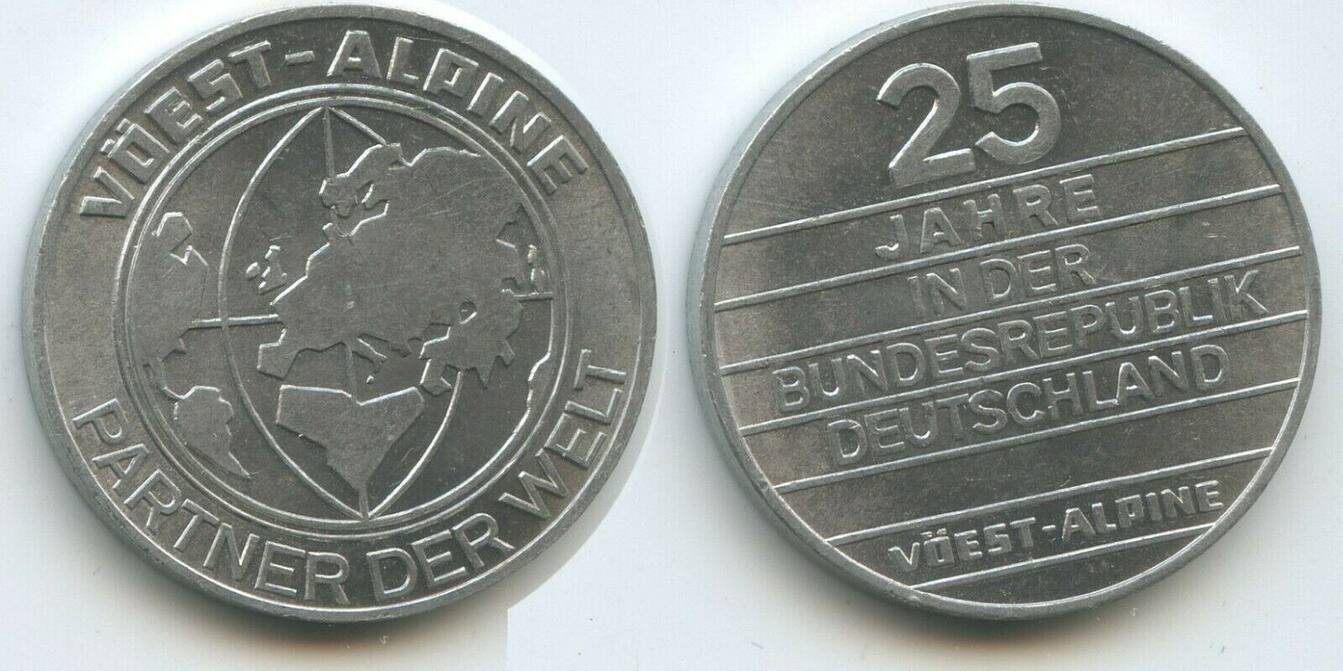 VÖEST-ALPINE
PARTNER DER WELT
25
JAHRE
IN DER
BUNDESREPUBLIK
DEUTSCHLAND
VÖEST-ALPINE